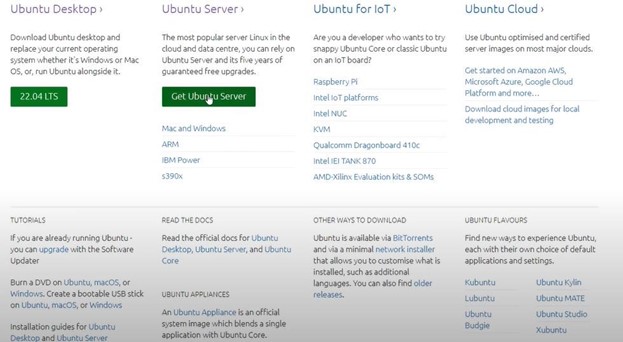 Ubuntu Desktop ›
Download Ubuntu desktop and
replace your current operating
system whether it's Windows or Mac
OS, or, run Ubuntu alongside it.
22.04 LTS
Ubuntu Server ›
The most popular server Linux in the
cloud and data centre, you can rely on
Ubuntu Server and its five years of
guaranteed free upgrades.
Get Ubuntu Server
Mac and Windows
ARM
IBM Power
s390x
Ubuntu for IoT ›
Are you a developer who wants to try
snappy Ubuntu Core or classic Ubuntu
on an IoT board?
Raspberry Pi
Intel IoT platforms
Intel NUC
KVM
Qualcomm Dragonboard 410c
Intel IEI TANK 870
AMD-Xilinx Evaluation kits & SOMs
Ubuntu Cloud ›
Use Ubuntu optimised and certified
server images on most major clouds.
Get started on Amazon AWS,
Microsoft Azure, Google Cloud
Platform and more…
Download cloud images for local
development and testing
TUTORIALS
If you are already running Ubuntu -
you can upgrade with the Software
Updater
Burn a DVD on Ubuntu, macOS, or
Windows. Create a bootable USB stick
on Ubuntu, macOS, or Windows
Installation guides for Ubuntu
Desktop and Ubuntu Server
READ THE DOCS
Read the official docs for Ubuntu
Desktop, Ubuntu Server, and Ubuntu
Core
UBUNTU APPLIANCES
An Ubuntu Appliance is an official
system image which blends a single
application with Ubuntu Core.
OTHER WAYS TO DOWNLOAD
Ubuntu is available via BitTorrents
and via a minimal network installer
that allows you to customise what is
installed, such as additional
languages. You can also find older
releases.
UBUNTU FLAVOURS
Find new ways to experience Ubuntu,
each with their own choice of default
applications and settings.
Kubuntu
Lubuntu
Ubuntu
Budgie
Ubuntu Kylin
Ubuntu MATE
Ubuntu Studio
Xubuntu